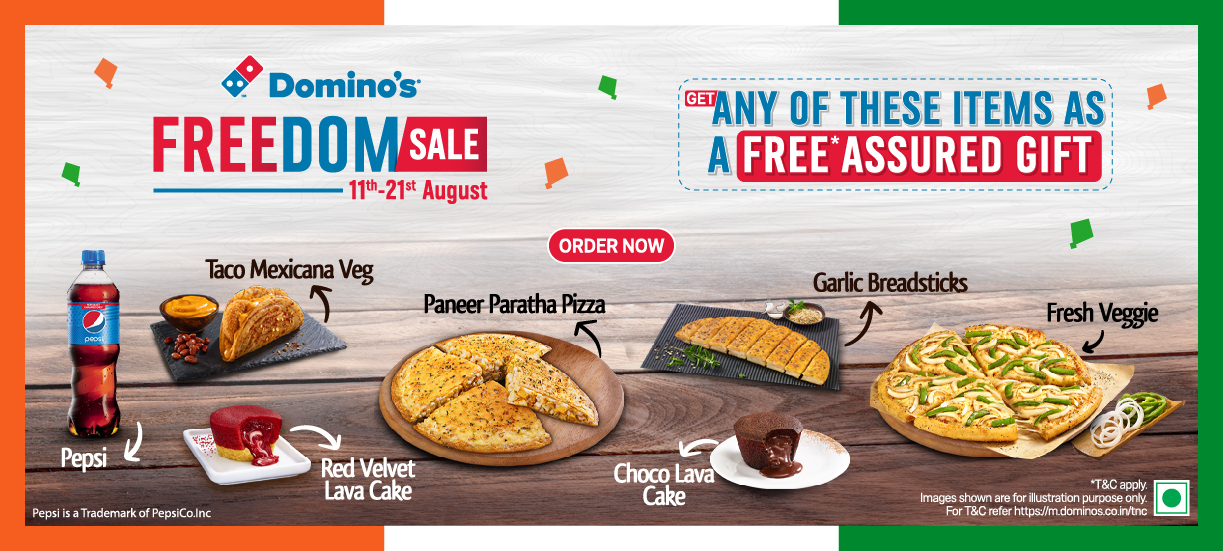 Domino's
FREEDOM SALE
11th-21st August
GET ANY OF THESE ITEMS AS
A FREE* ASSURED GIFT
ORDER NOW
Taco Mexicana Veg
Paneer Paratha Pizza
Garlic Breadsticks
Fresh Veggie
pepsi
Pepsi
Red Velvet
Lava Cake
Choco Lava
Cake
*T&C apply.
Images shown are for illustration purpose only.
For T&C refer https://m.dominos.co.in/tnc
Pepsi is a Trademark of PepsiCo.Inc